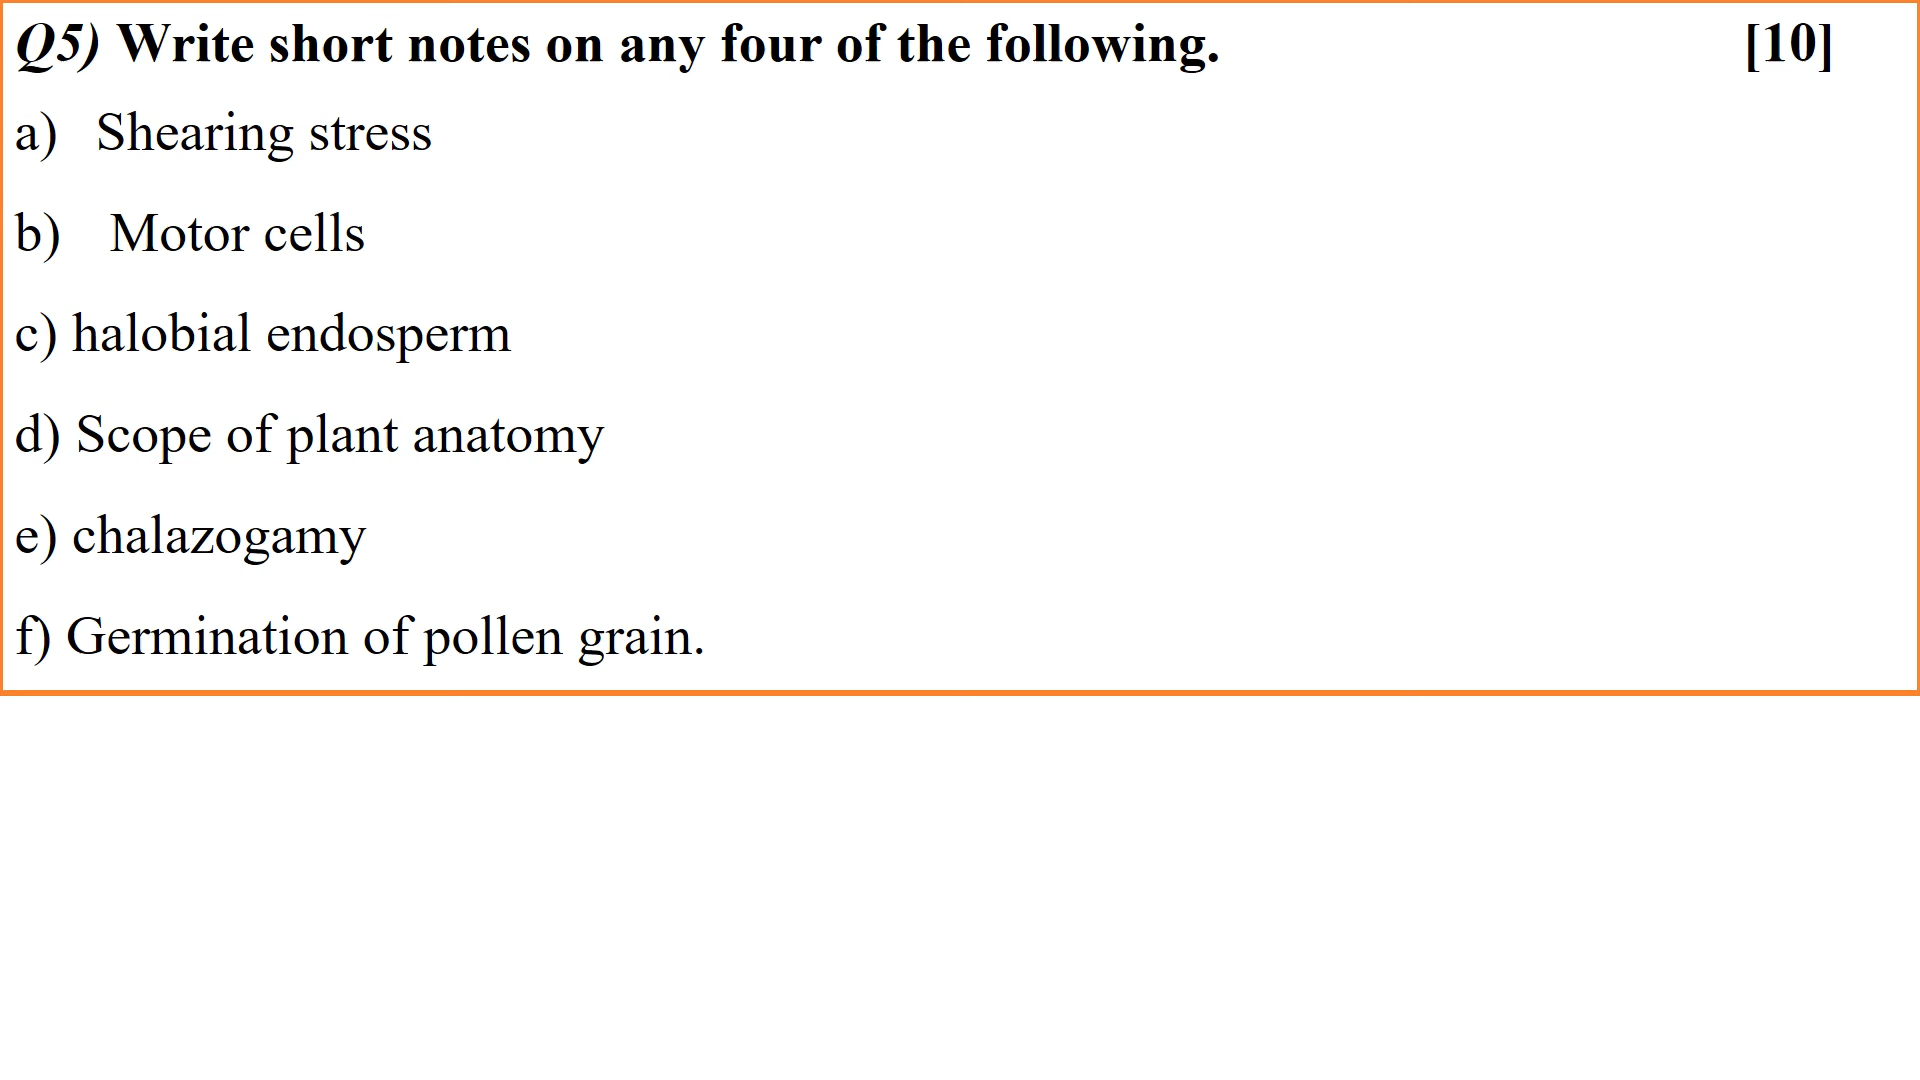 Q5) Write short notes on any four of the following. [10]
a) Shearing stress
b) Motor cells
c) halobial endosperm
d) Scope of plant anatomy
e) chalazogamy
f) Germination of pollen grain.